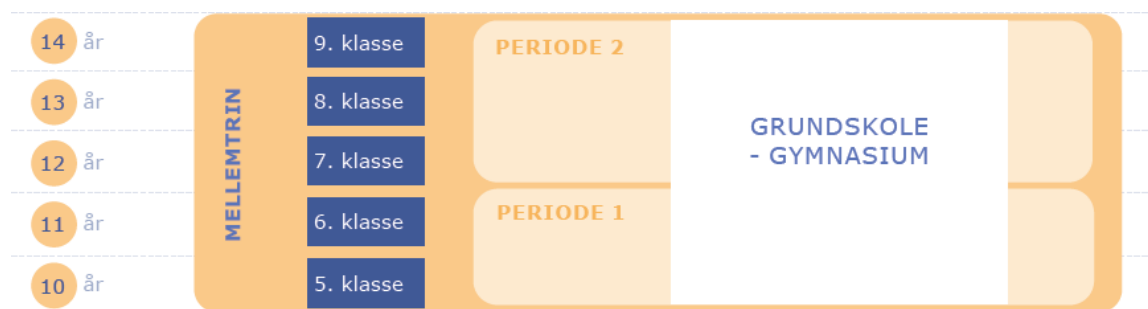 14 år
9. klasse
PERIODE 2
13 år
8. klasse
MELLEMTRIN
GRUNDSKOLE
- GYMNASIUM
12 år
7. klasse
11 år
6. klasse
PERIODE 1
10 år
5. klasse